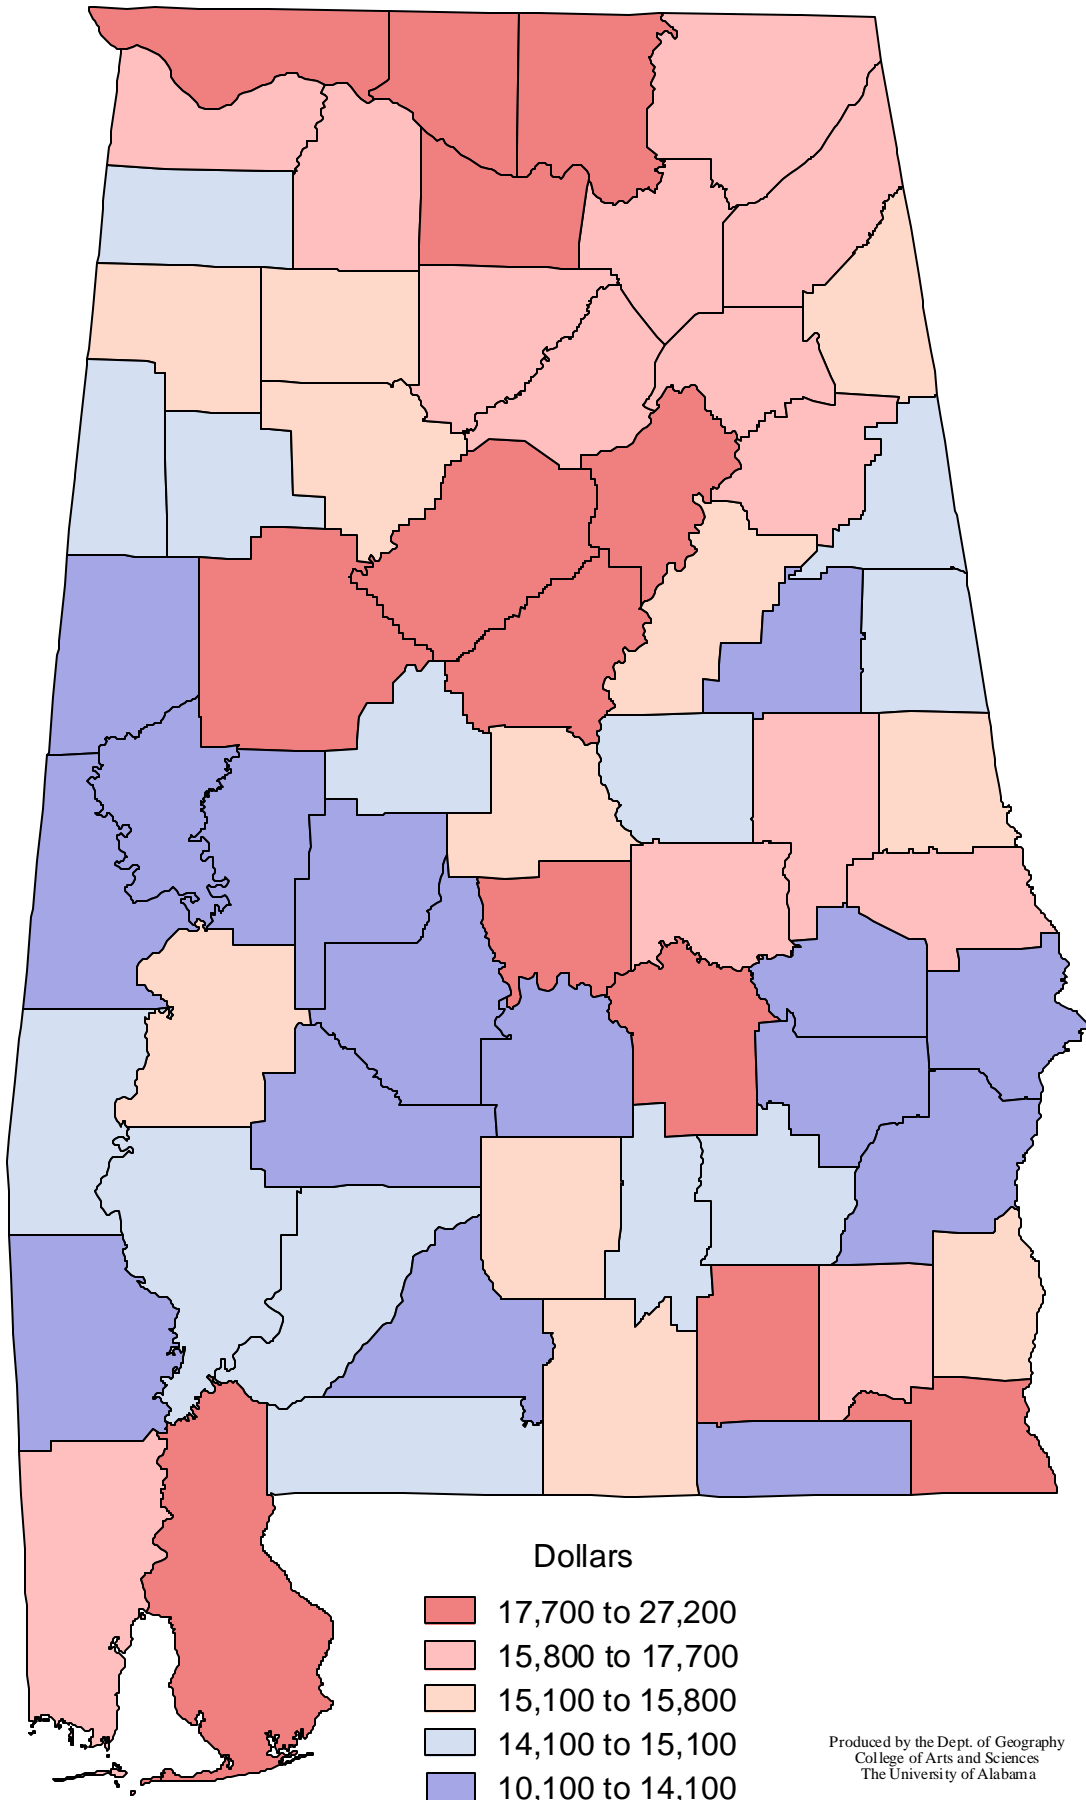 Dollars
17,700 to 27,200
15,800 to 17,700
15,100 to 15,800
14,100 to 15,100
10,100 to 14,100
Produced by the Dept. of Geography
College of Arts and Sciences
The University of Alabama